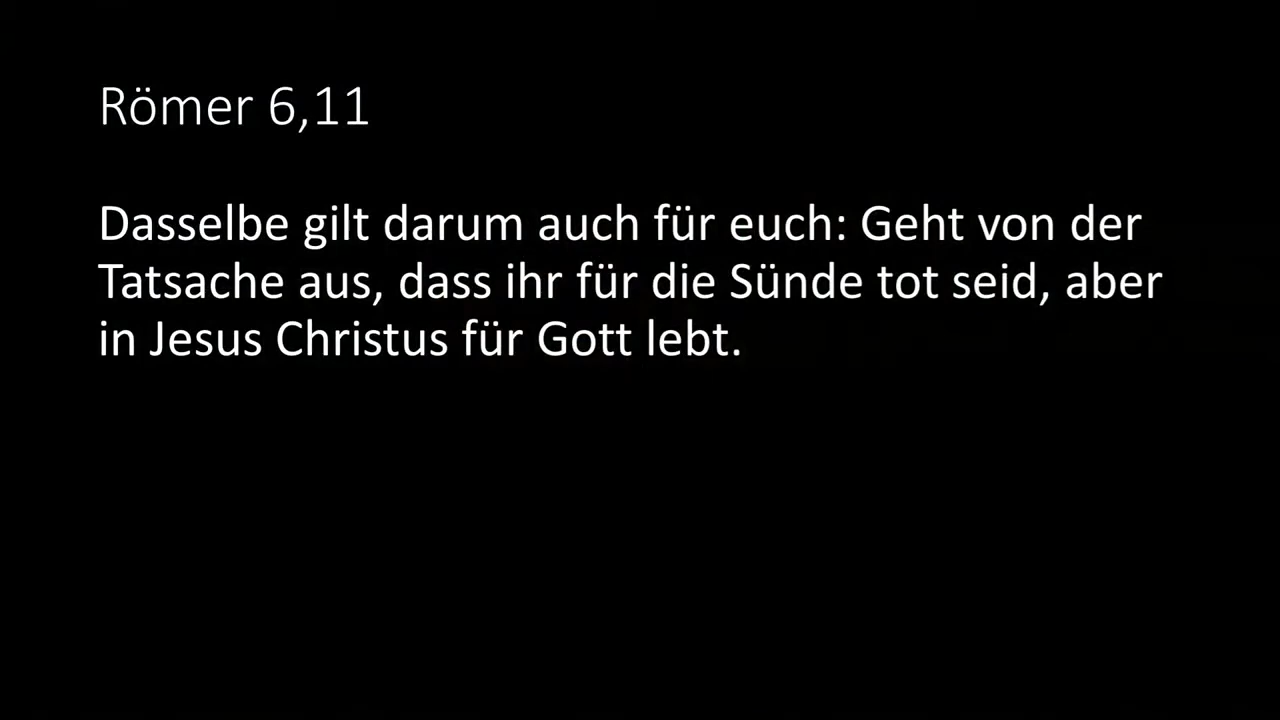 Römer 6,11
Dasselbe gilt darum auch für euch: Geht von der
Tatsache aus, dass ihr für die Sünde tot seid, aber
in Jesus Christus für Gott lebt.